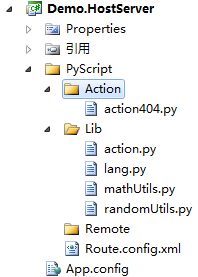 Demo.HostServer
Properties
引用
PyScript
Action
action404.py
Lib
action.py
lang.py
mathUtils.py
randomUtils.py
Remote
Route.config.xml
App.config